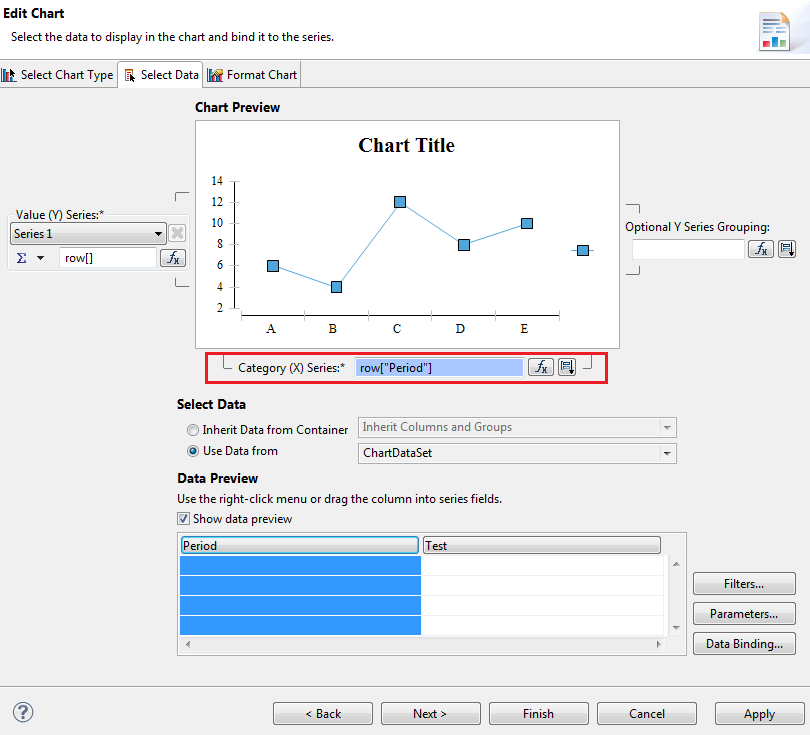 Edit Chart
Select the data to display in the chart and bind it to the series.
Select Chart Type
Select Data
Format Chart
Chart Preview
Chart Title
14
12
10
8
6
4
2
A B C D E
Value (Y) Series:*
Series 1
Σ row[] fx
Optional Y Series Grouping:
fx
Category (X) Series:* row["Period"] fx
Select Data
Inherit Data from Container Inherit Columns and Groups
Use Data from ChartDataSet
Data Preview
Use the right-click menu or drag the column into series fields.
Show data preview
Period Test
Filters...
Parameters...
Data Binding...
? < Back Next > Finish Cancel Apply